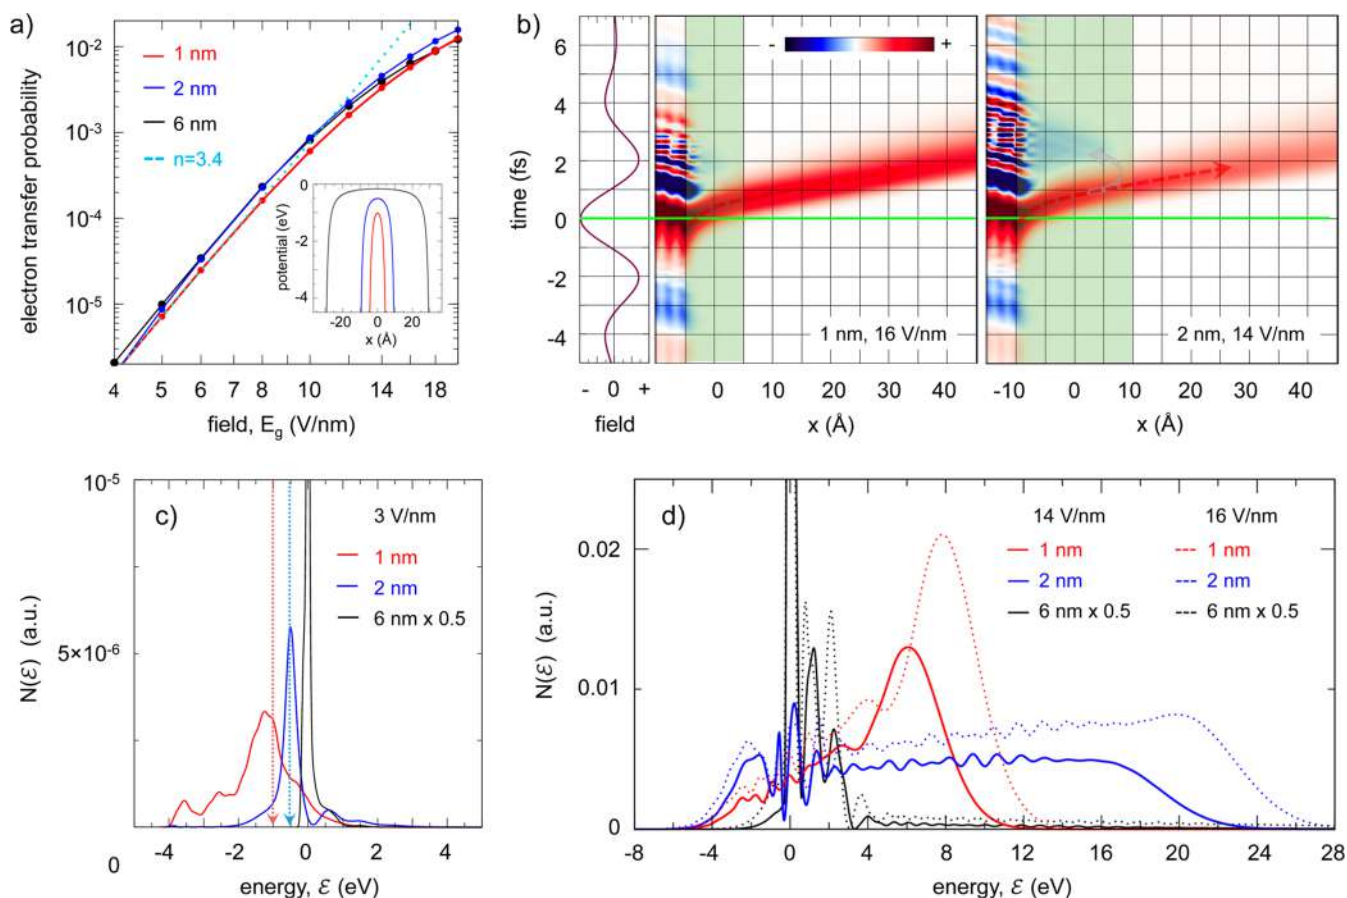 a)
electron transfer probability
10⁻²
10⁻³
10⁻⁴
10⁻⁵
1 nm
2 nm
6 nm
n=3.4
potential (eV)
0
-2
-4
-20 0 20
x (Å)
4 5 6 7 8 10 14 18
field, E_g (V/nm)
b)
time (fs)
6
4
2
0
-2
-4
- 0 +
field
- +
1 nm, 16 V/nm
0 10 20 30 40
x (Å)
2 nm, 14 V/nm
-10 0 10 20 30 40
x (Å)
c)
N(ℰ) (a.u.)
10⁻⁵
5×10⁻⁶
0
3 V/nm
1 nm
2 nm
6 nm x 0.5
-4 -2 0 2 4
energy, ℰ (eV)
d)
N(ℰ) (a.u.)
0.02
0.01
0
14 V/nm 16 V/nm
1 nm 1 nm
2 nm 2 nm
6 nm x 0.5 6 nm x 0.5
-8 -4 0 4 8 12 16 20 24 28
energy, ℰ (eV)